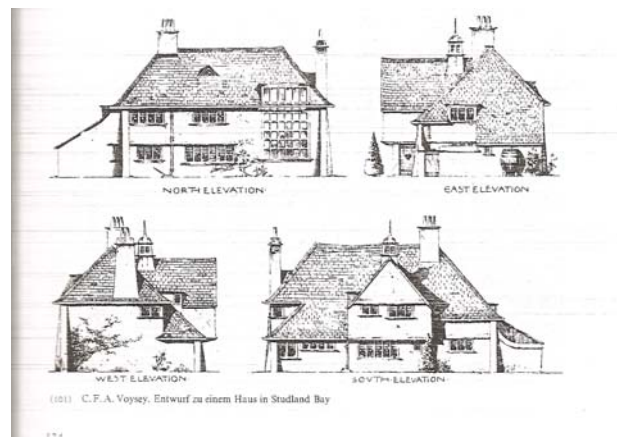 NORTH ELEVATION·
EAST ELEVATION
WEST ELEVATION
SOUTH·ELEVATION·
(101) C. F. A. Voysey. Entwurf zu einem Haus in Studland Bay